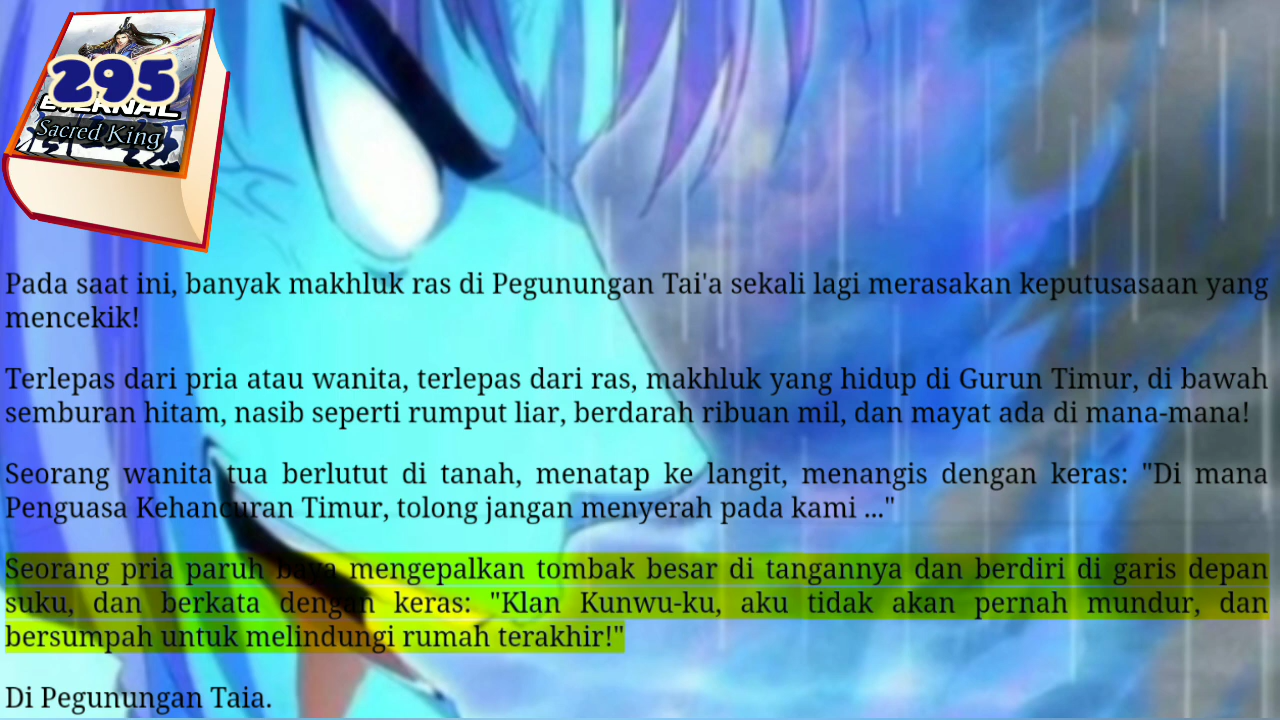 295
ETERNAL
Sacred King
Pada saat ini, banyak makhluk ras di Pegunungan Tai'a sekali lagi merasakan keputusasaan yang
mencekik!
Terlepas dari pria atau wanita, terlepas dari ras, makhluk yang hidup di Gurun Timur, di bawah
semburan hitam, nasib seperti rumput liar, berdarah ribuan mil, dan mayat ada di mana-mana!
Seorang wanita tua berlutut di tanah, menatap ke langit, menangis dengan keras: "Di mana
Penguasa Kehancuran Timur, tolong jangan menyerah pada kami ..."
Seorang pria paruh baya mengepalkan tombak besar di tangannya dan berdiri di garis depan
suku, dan berkata dengan keras: "Klan Kunwu-ku, aku tidak akan pernah mundur, dan
bersumpah untuk melindungi rumah terakhir!"
Di Pegunungan Taia.